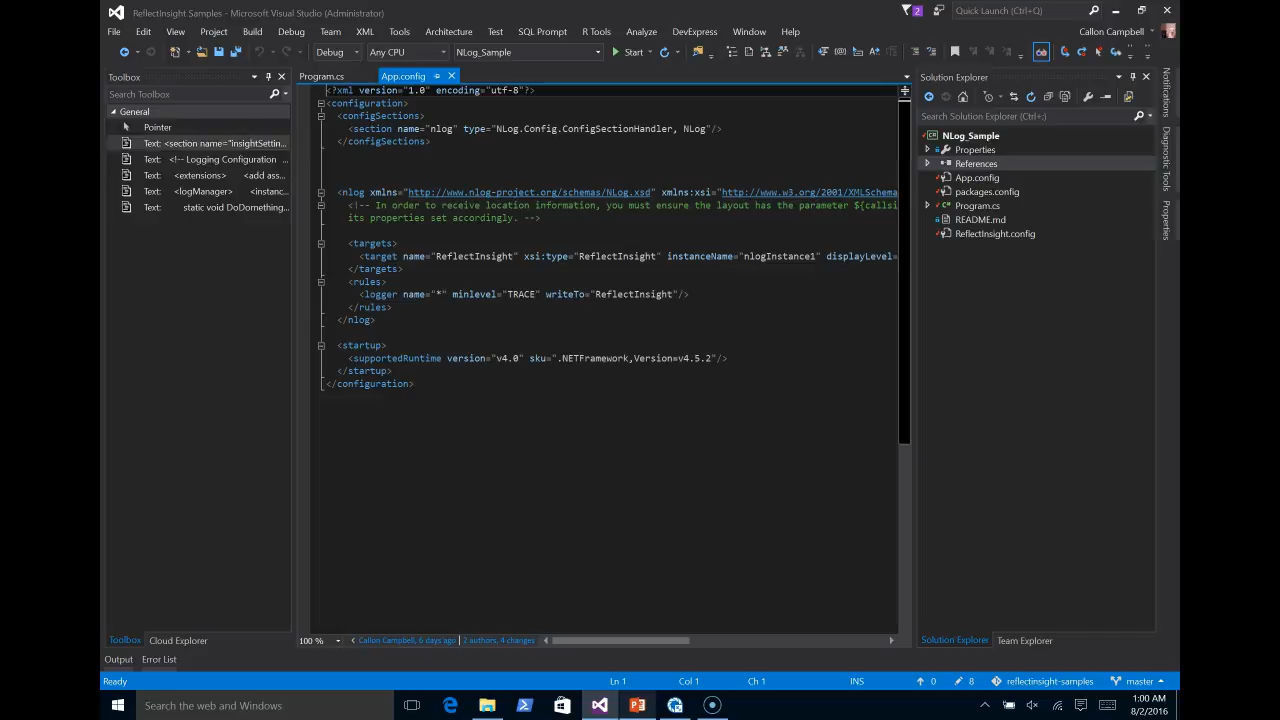 ReflectInsight Samples - Microsoft Visual Studio (Administrator)
2
Quick Launch (Ctrl+Q)
File Edit View Project Build Debug Team XML Tools Architecture Test SQL Prompt R Tools Analyze DevExpress Window Help
Callon Campbell
Debug Any CPU NLog_Sample Start
Toolbox
Search Toolbox
General
Pointer
Text: <section name="insightSettin...
Text: <!-- Logging Configuration ...
Text: <extensions> <add ass...
Text: <logManager> <instanc...
Text: static void DoDomething...
Program.cs App.config
<?xml version="1.0" encoding="utf-8"?>
<configuration>
<configSections>
<section name="nlog" type="NLog.Config.ConfigSectionHandler, NLog"/>
</configSections>
<nlog xmlns="http://www.nlog-project.org/schemas/NLog.xsd" xmlns:xsi="http://www.w3.org/2001/XMLSchema
<!-- In order to receive location information, you must ensure the layout has the parameter ${callsi
its properties set accordingly. -->
<targets>
<target name="ReflectInsight" xsi:type="ReflectInsight" instanceName="nlogInstance1" displayLevel=
</targets>
<rules>
<logger name="*" minlevel="TRACE" writeTo="ReflectInsight"/>
</rules>
</nlog>
<startup>
<supportedRuntime version="v4.0" sku=".NETFramework,Version=v4.5.2"/>
</startup>
</configuration>
Solution Explorer
Search Solution Explorer (Ctrl+;)
NLog_Sample
Properties
References
App.config
packages.config
Program.cs
README.md
ReflectInsight.config
Notifications
Diagnostic Tools
Properties
Toolbox Cloud Explorer
100 % Callon Campbell, 6 days ago | 2 authors, 4 changes
Solution Explorer Team Explorer
Output Error List
Ready Ln 1 Col 1 Ch 1 INS 0 8 reflectinsight-samples master
Search the web and Windows
1:00 AM
8/2/2016